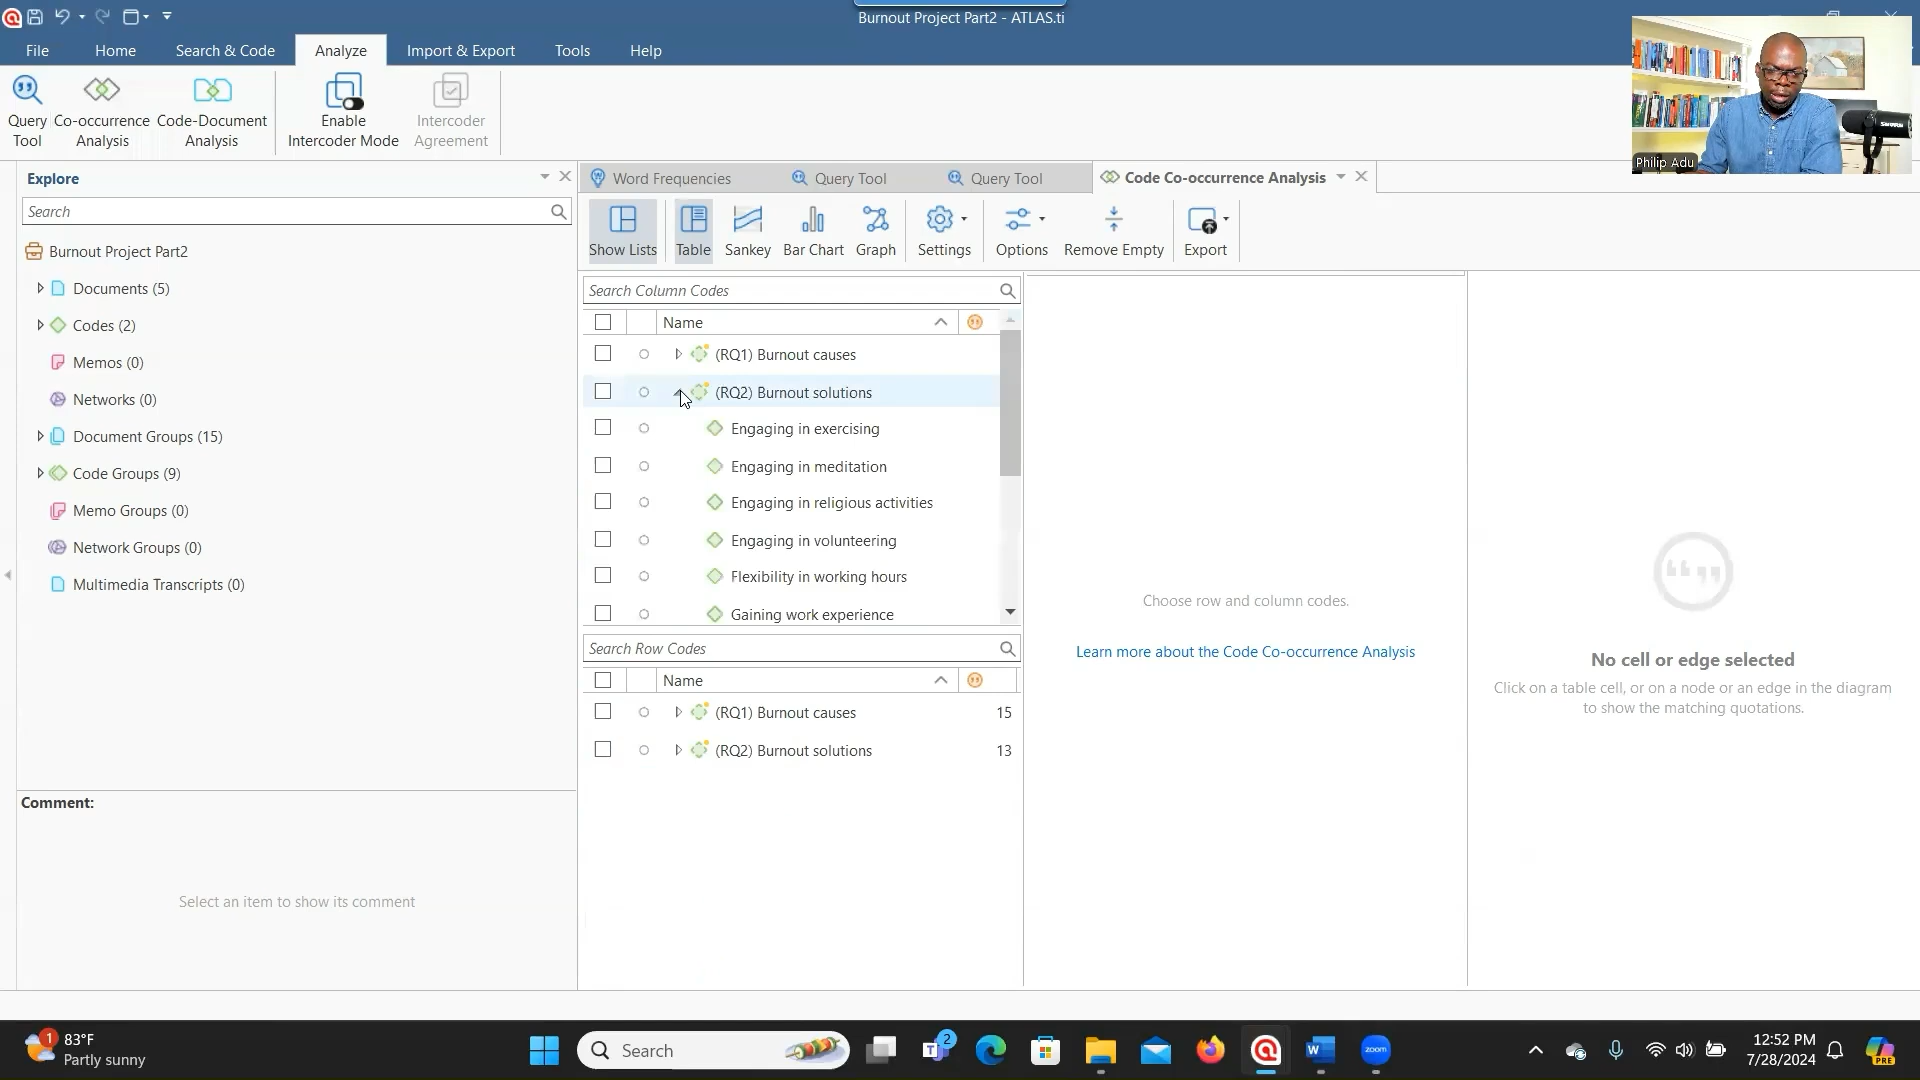 Burnout Project Part2 - ATLAS.ti
File Home Search & Code Analyze Import & Export Tools Help
Query Tool
Co-occurrence Analysis
Code-Document Analysis
Enable Intercoder Mode
Intercoder Agreement
Philip Adu
Explore
Search
Burnout Project Part2
Documents (5)
Codes (2)
Memos (0)
Networks (0)
Document Groups (15)
Code Groups (9)
Memo Groups (0)
Network Groups (0)
Multimedia Transcripts (0)
Comment:
Select an item to show its comment
Word Frequencies Query Tool Query Tool Code Co-occurrence Analysis
Show Lists Table Sankey Bar Chart Graph Settings Options Remove Empty Export
Search Column Codes
Name
(RQ1) Burnout causes
(RQ2) Burnout solutions
Engaging in exercising
Engaging in meditation
Engaging in religious activities
Engaging in volunteering
Flexibility in working hours
Gaining work experience
Search Row Codes
Name
(RQ1) Burnout causes 15
(RQ2) Burnout solutions 13
Choose row and column codes.
Learn more about the Code Co-occurrence Analysis
No cell or edge selected
Click on a table cell, or on a node or an edge in the diagram
to show the matching quotations.
1
83°F
Partly sunny
Search
2
zoom
12:52 PM
7/28/2024
PRE